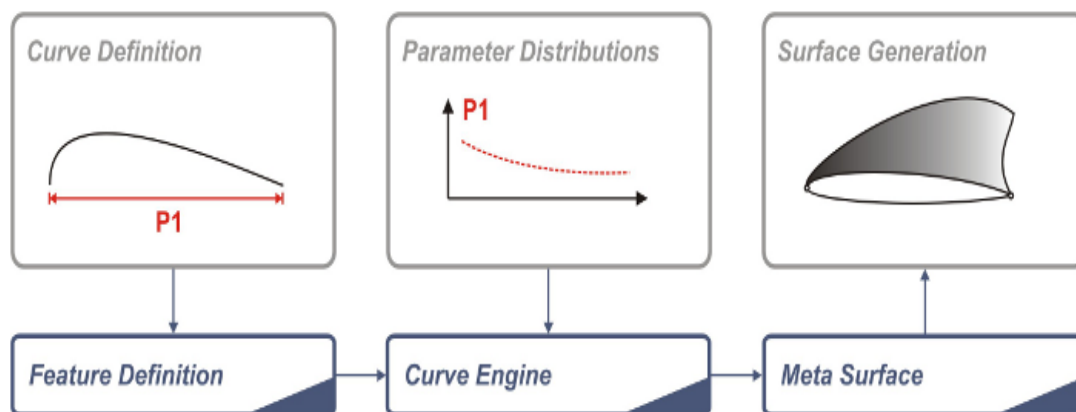 Curve Definition
Parameter Distributions
Surface Generation
P1
P1
Feature Definition
Curve Engine
Meta Surface